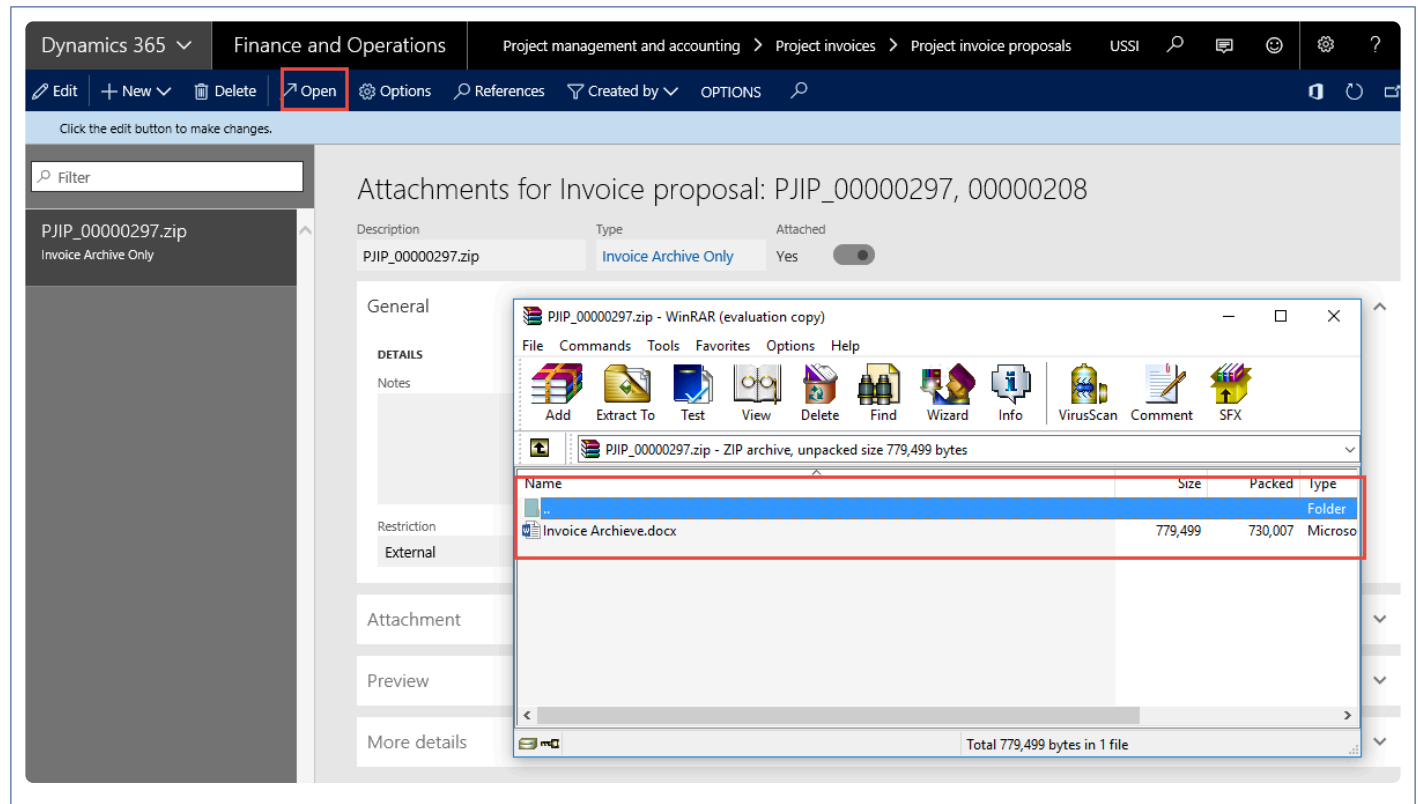 Dynamics 365 Finance and Operations Project management and accounting > Project invoices > Project invoice proposals USSI ?
Edit New Delete Open Options References Created by OPTIONS
Click the edit button to make changes.
Filter
PJIP_00000297.zip
Invoice Archive Only
Attachments for Invoice proposal: PJIP_00000297, 00000208
Description Type Attached
PJIP_00000297.zip Invoice Archive Only Yes
General
DETAILS
Notes
Restriction
External
Attachment
Preview
More details
PJIP_00000297.zip - WinRAR (evaluation copy)
File Commands Tools Favorites Options Help
Add Extract To Test View Delete Find Wizard Info VirusScan Comment SFX
PJIP_00000297.zip - ZIP archive, unpacked size 779,499 bytes
Name Size Packed Type
.. Folder
Invoice Archieve.docx 779,499 730,007 Microso
Total 779,499 bytes in 1 file